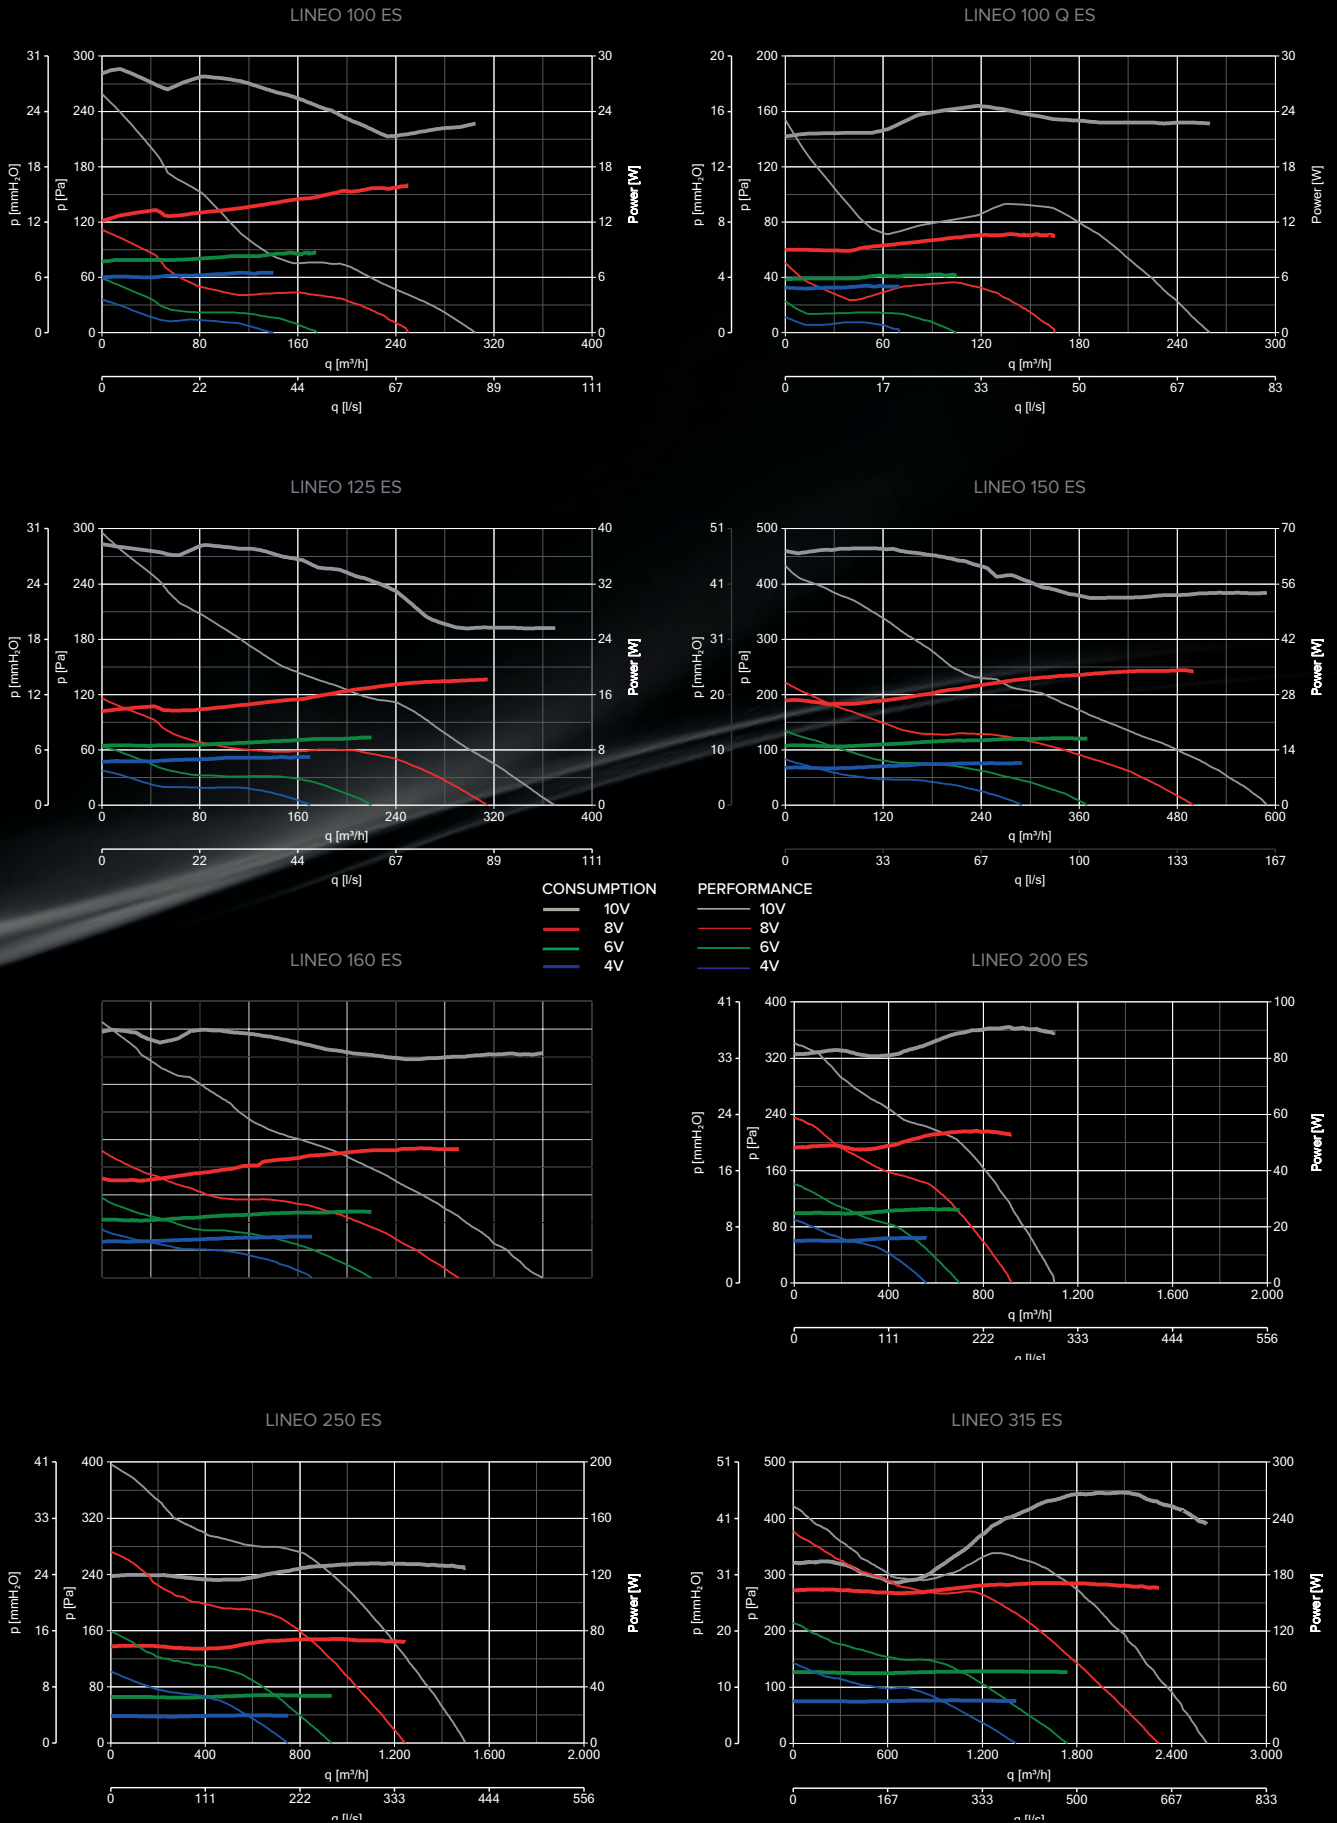 LINEO 100 ES
31 300 30
24 240 24
18 180 18
12 120 12
6 60 6
0 0 0
p [mmH₂O]
p [Pa]
Power [W]
0 80 160 240 320 400
q [m³/h]
0 22 44 67 89 111
q [l/s]
LINEO 100 Q ES
20 200 30
16 160 24
12 120 18
8 80 12
4 40 6
0 0 0
p [mmH₂O]
p [Pa]
Power [W]
0 60 120 180 240 300
q [m³/h]
0 17 33 50 67 83
q [l/s]
LINEO 125 ES
31 300 40
24 240 32
18 180 24
12 120 16
6 60 8
0 0 0
p [mmH₂O]
p [Pa]
Power [W]
0 80 160 240 320 400
q [m³/h]
0 22 44 67 89 111
q [l/s]
LINEO 150 ES
51 500 70
41 400 56
31 300 42
20 200 28
10 100 14
0 0 0
p [mmH₂O]
p [Pa]
Power [W]
0 120 240 360 480 600
q [m³/h]
0 33 67 100 133 167
q [l/s]
CONSUMPTION PERFORMANCE
10V 10V
8V 8V
6V 6V
4V 4V
LINEO 160 ES
LINEO 200 ES
41 400 100
33 320 80
24 240 60
16 160 40
8 80 20
0 0 0
p [mmH₂O]
p [Pa]
Power [W]
0 400 800 1.200 1.600 2.000
q [m³/h]
0 111 222 333 444 556
q [l/s]
LINEO 250 ES
41 400 200
33 320 160
24 240 120
16 160 80
8 80 40
0 0 0
p [mmH₂O]
p [Pa]
Power [W]
0 400 800 1.200 1.600 2.000
q [m³/h]
0 111 222 333 444 556
q [l/s]
LINEO 315 ES
51 500 300
41 400 240
31 300 180
20 200 120
10 100 60
0 0 0
p [mmH₂O]
p [Pa]
Power [W]
0 600 1.200 1.800 2.400 3.000
q [m³/h]
0 167 333 500 667 833
q [l/s]